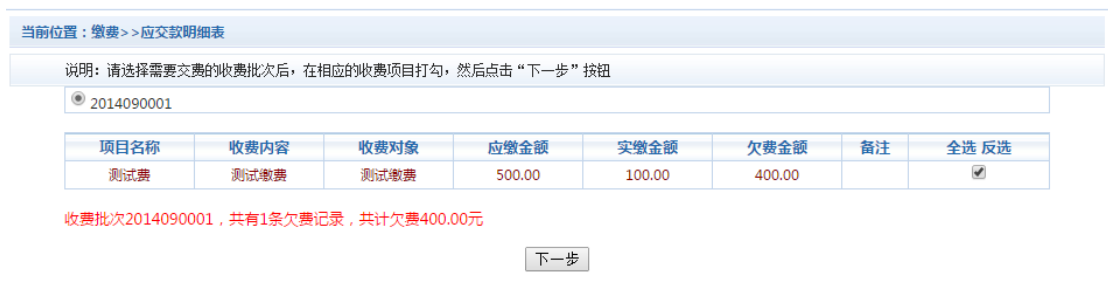 当前位置：缴费>>应交款明细表
说明：请选择需要交费的收费批次后，在相应的收费项目打勾，然后点击“下一步”按钮
2014090001
项目名称 收费内容 收费对象 应缴金额 实缴金额 欠费金额 备注 全选 反选
测试费 测试缴费 测试缴费 500.00 100.00 400.00
收费批次2014090001，共有1条欠费记录，共计欠费400.00元
下一步